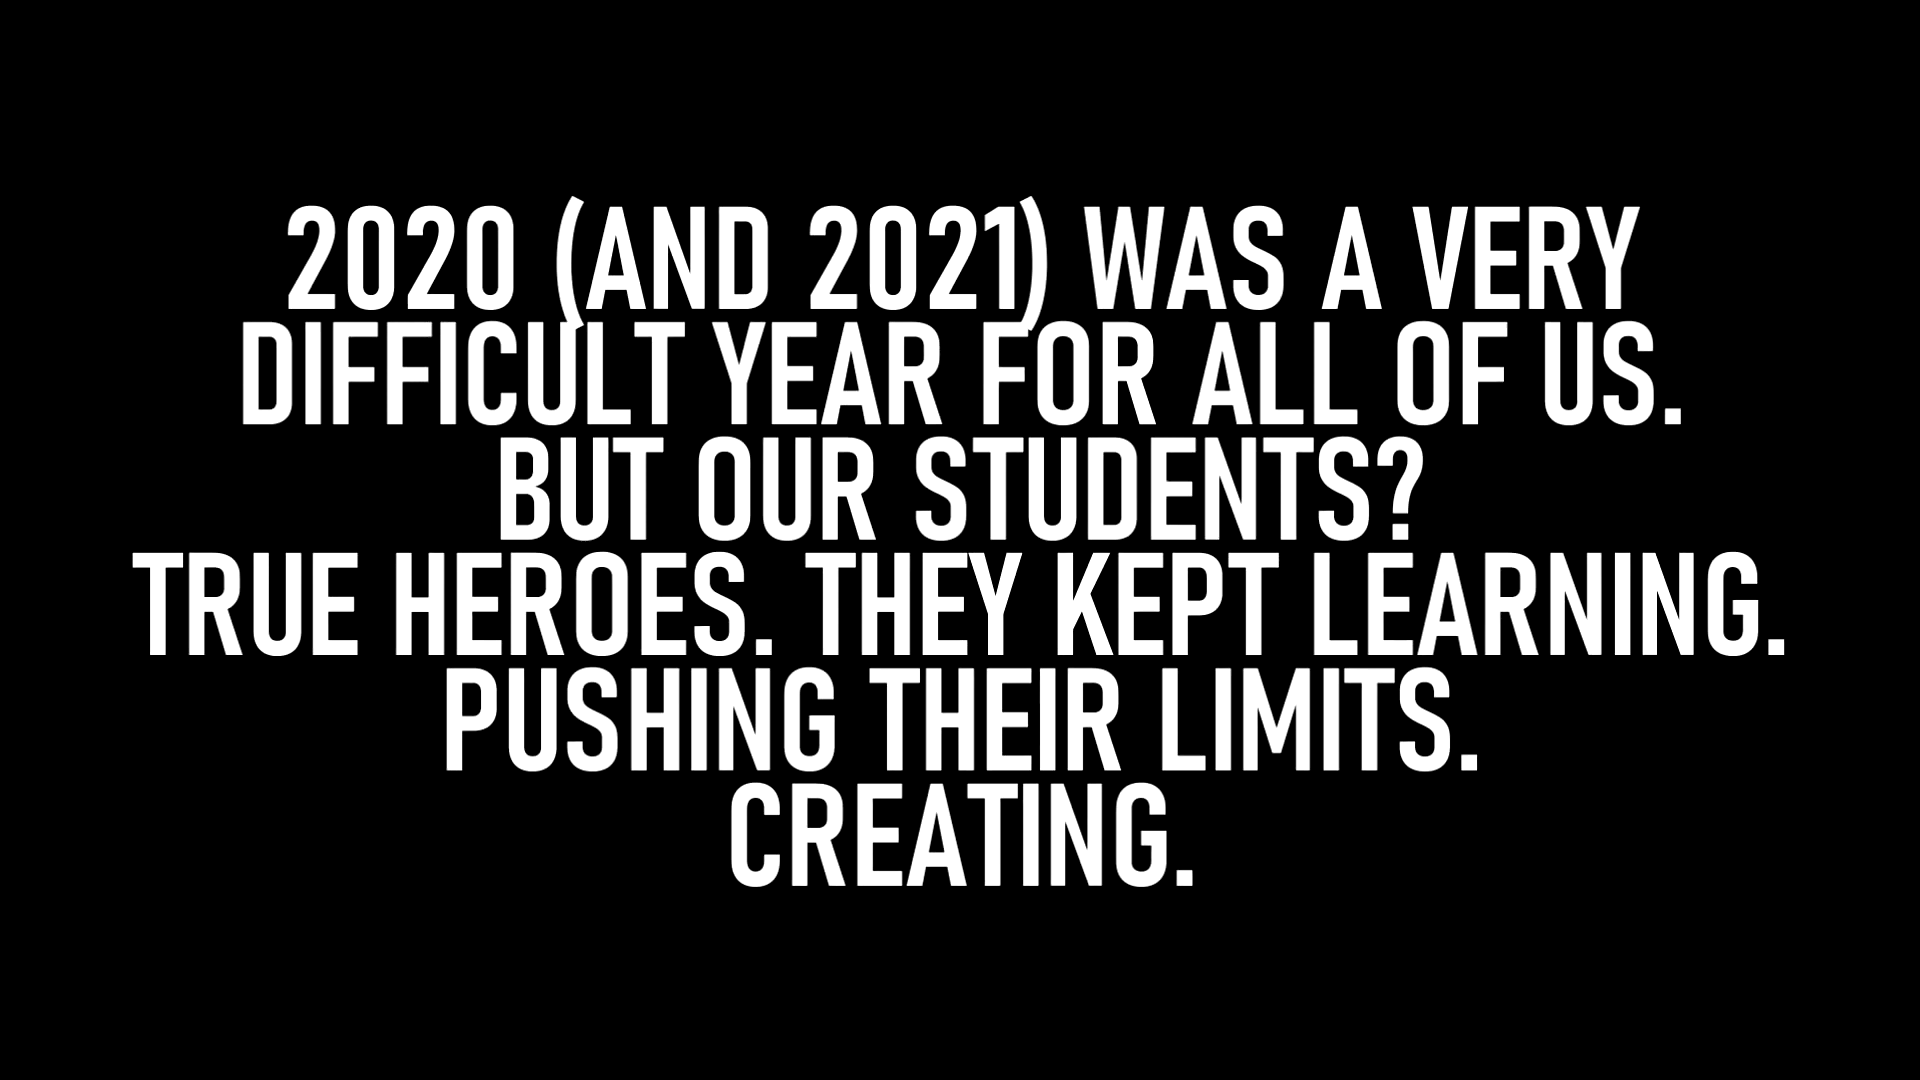 2020 (AND 2021) WAS A VERY
DIFFICULT YEAR FOR ALL OF US.
BUT OUR STUDENTS?
TRUE HEROES. THEY KEPT LEARNING.
PUSHING THEIR LIMITS.
CREATING.